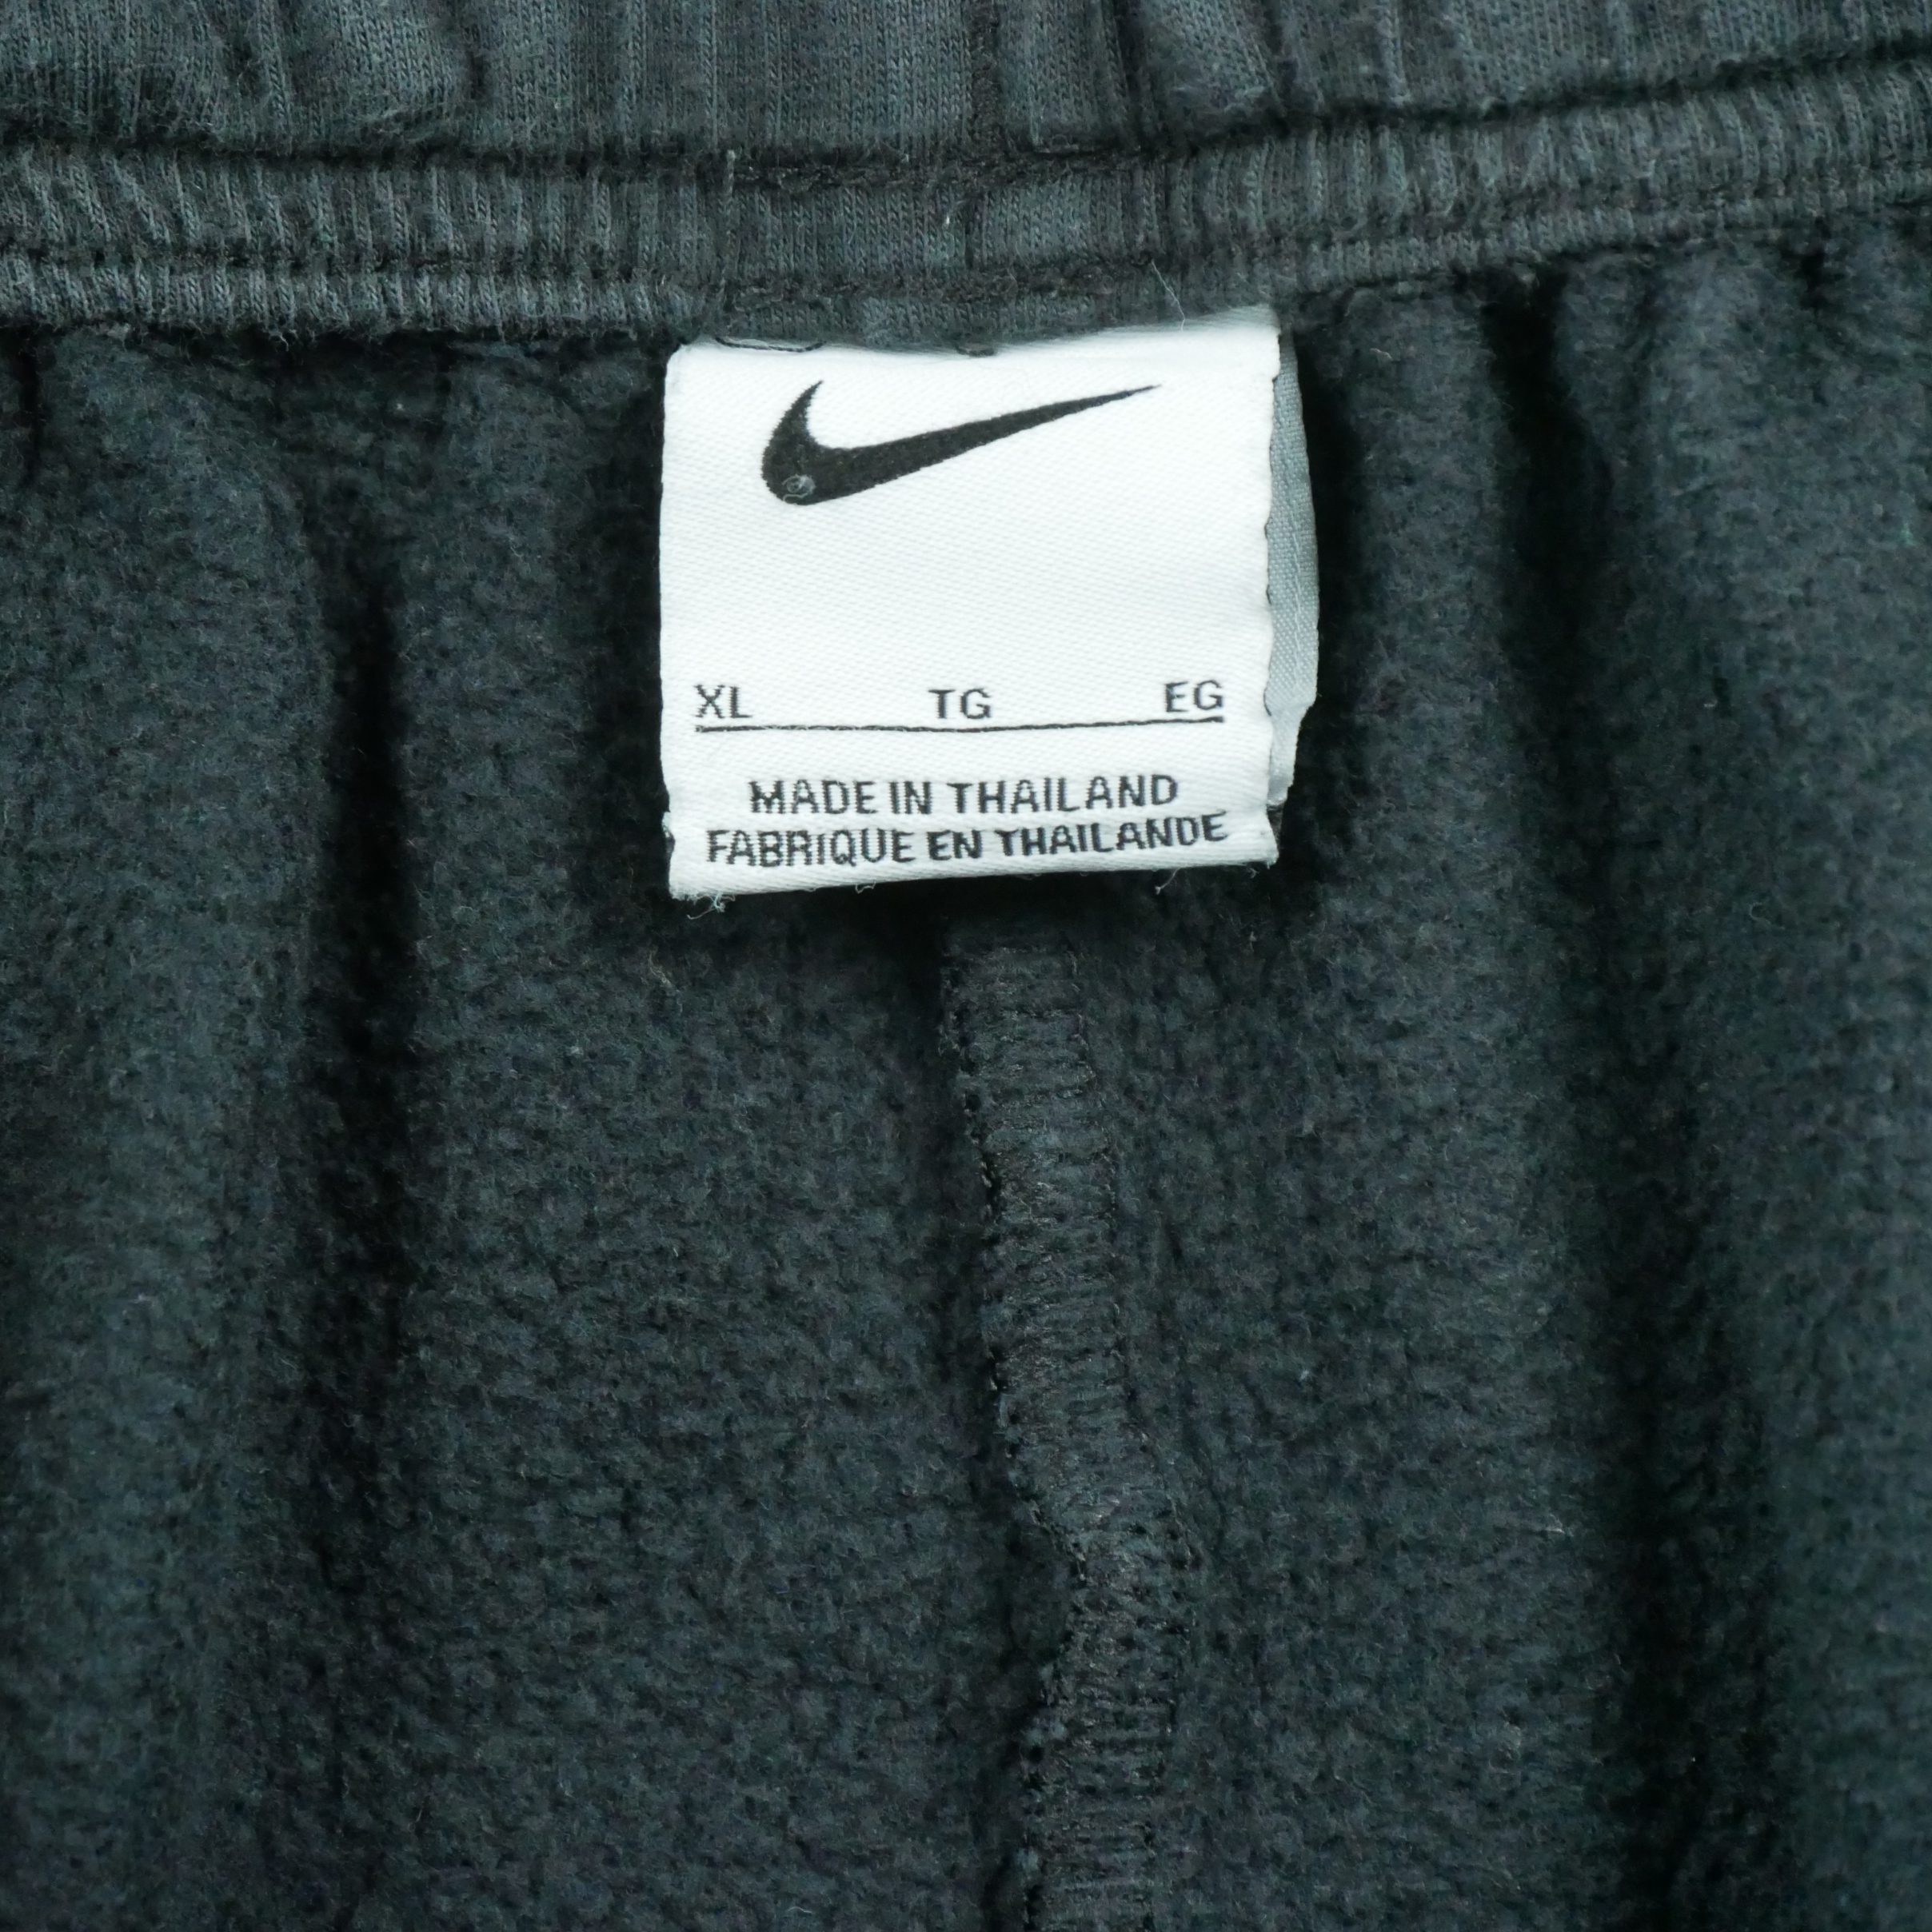 XL TG EG
MADE IN THAILAND
FABRIQUE EN THAILANDE